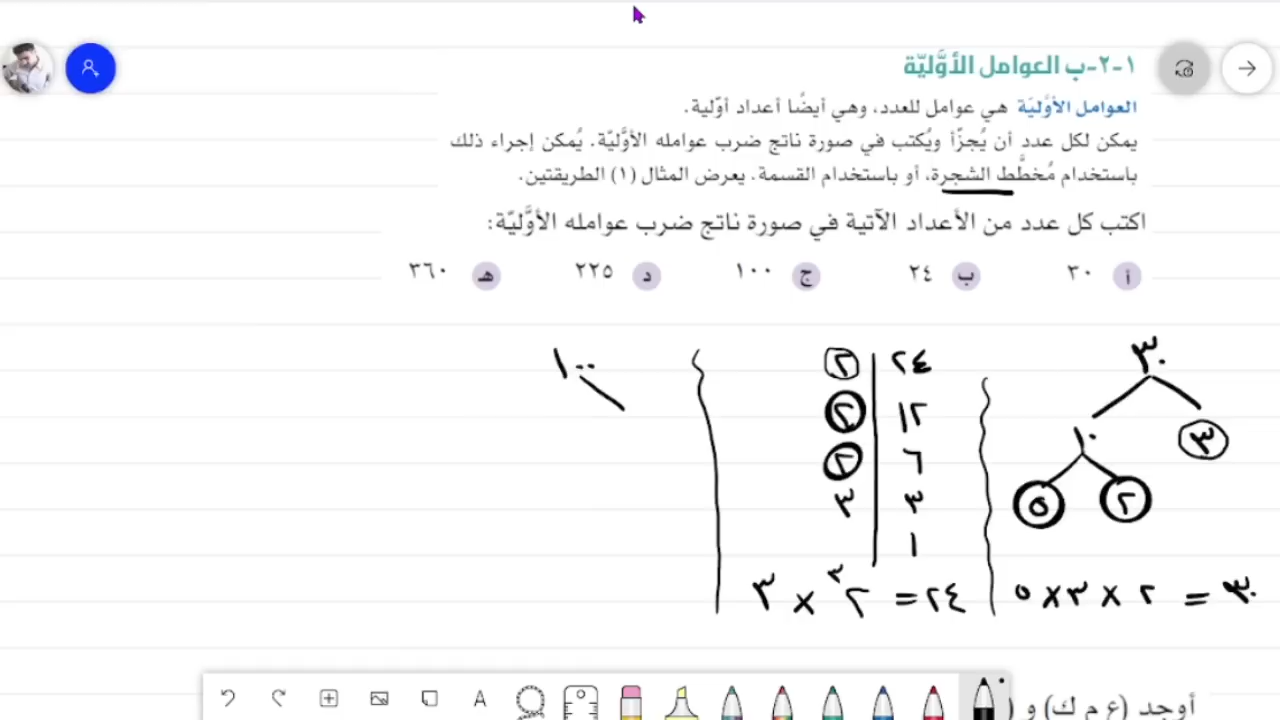 ١-٢-ب العوامل الأوَّليّة
العوامل الأوَّليّة هي عوامل للعدد، وهي أيضًا أعداد أوّلية.
يمكن لكل عدد أن يُجزّأ ويُكتب في صورة ناتج ضرب عوامله الأوَّليّة. يُمكن إجراء ذلك
باستخدام مُخطَّط الشجرة، أو باستخدام القسمة. يعرض المثال (١) الطريقتين.
اكتب كل عدد من الأعداد الآتية في صورة ناتج ضرب عوامله الأوَّليّة:
أ ٣٠ ب ٢٤ ج ١٠٠ د ٢٢٥ هـ ٣٦٠
٣٠
٣
١٠
٢
٥
٣٠ = ٢ × ٣ × ٥
٢٤ ٢
١٢ ٢
٦ ٢
٣ ٣
١
٢٤ = ٢³ × ٣
١٠٠
A
أوجد (ع م ك) و (